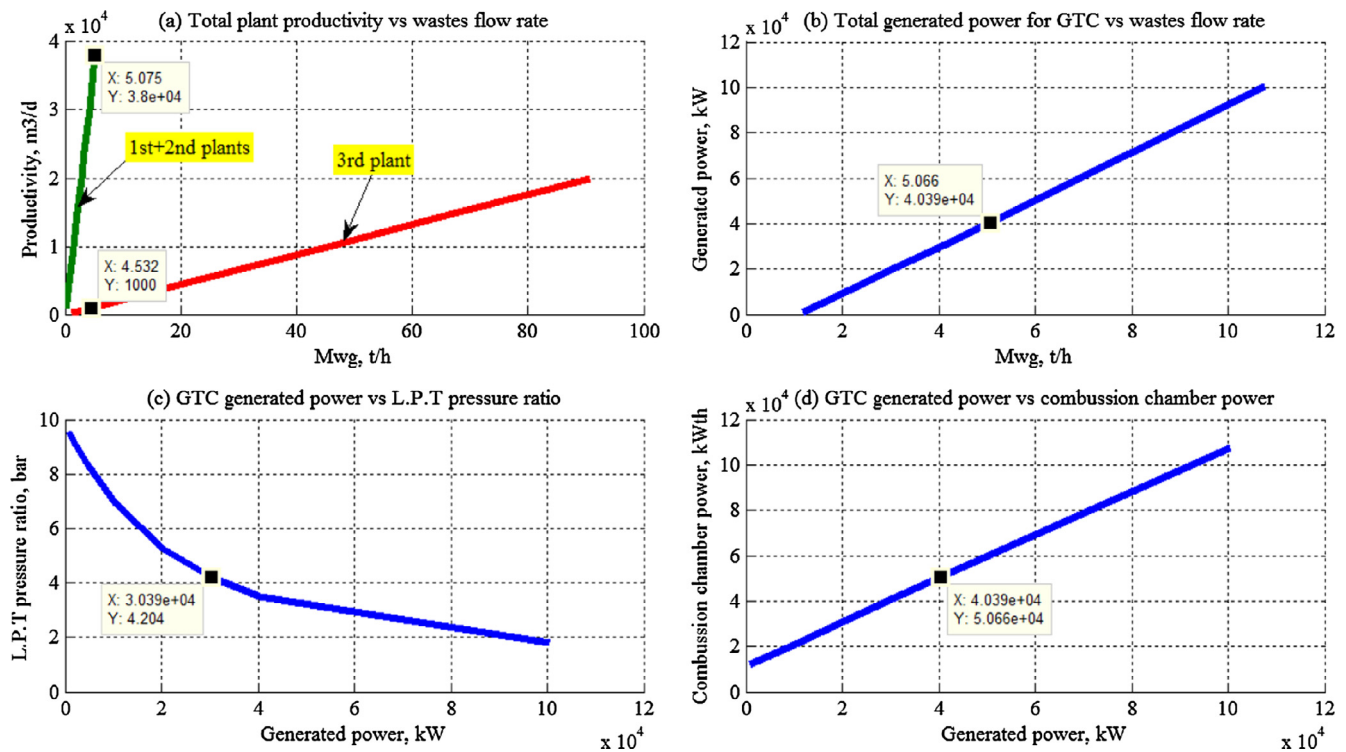 (a) Total plant productivity vs wastes flow rate
x 10^4
4
3
2
1
0
Productivity, m3/d
X: 5.075
Y: 3.8e+04
1st+2nd plants
3rd plant
X: 4.532
Y: 1000
0 20 40 60 80 100
Mwg, t/h
(b) Total generated power for GTC vs wastes flow rate
x 10^4
12
10
8
6
4
2
0
Generated power, kW
X: 5.066
Y: 4.039e+04
0 2 4 6 8 10 12
Mwg, t/h
(c) GTC generated power vs L.P.T pressure ratio
10
8
6
4
2
0
L.P.T pressure ratio, bar
X: 3.039e+04
Y: 4.204
0 2 4 6 8 10 12
Generated power, kW
x 10^4
(d) GTC generated power vs combussion chamber power
x 10^4
12
10
8
6
4
2
0
Combussion chamber power, kWth
X: 4.039e+04
Y: 5.066e+04
0 2 4 6 8 10 12
Generated power, kW
x 10^4